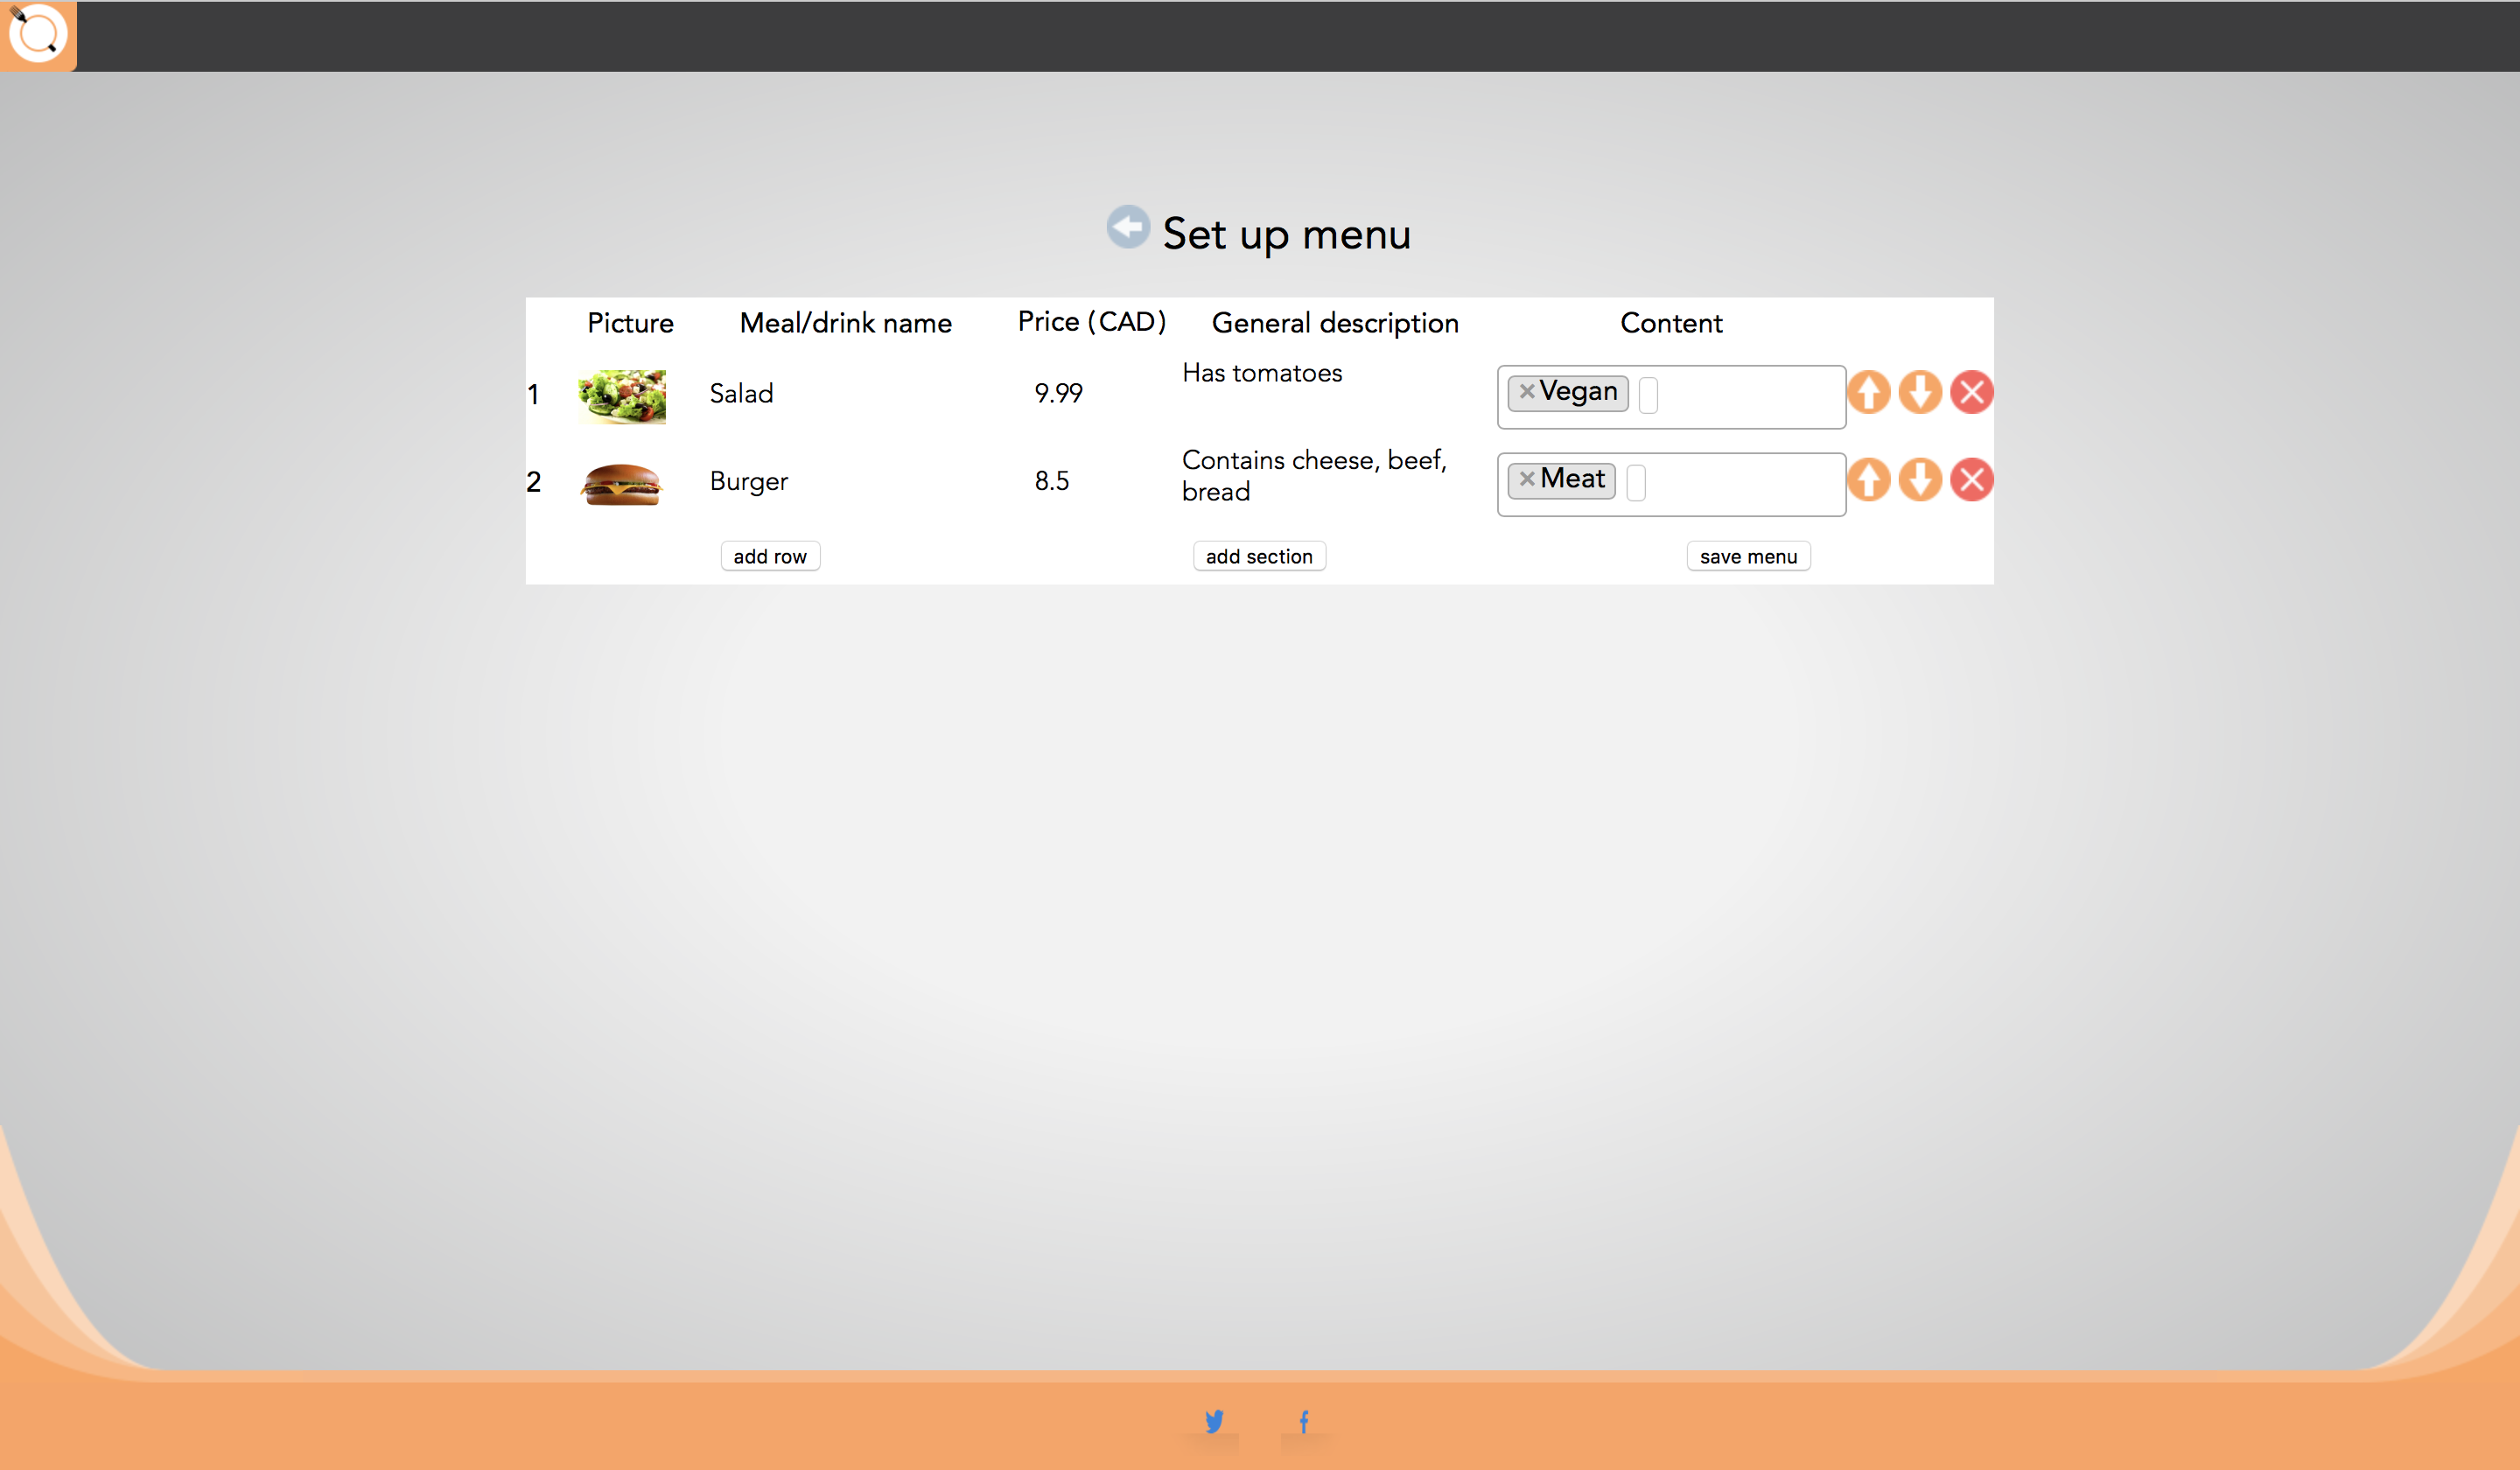 Set up menu
Picture Meal/drink name Price (CAD) General description Content
1 Salad 9.99 Has tomatoes ×Vegan
2 Burger 8.5 Contains cheese, beef, bread ×Meat
add row add section save menu